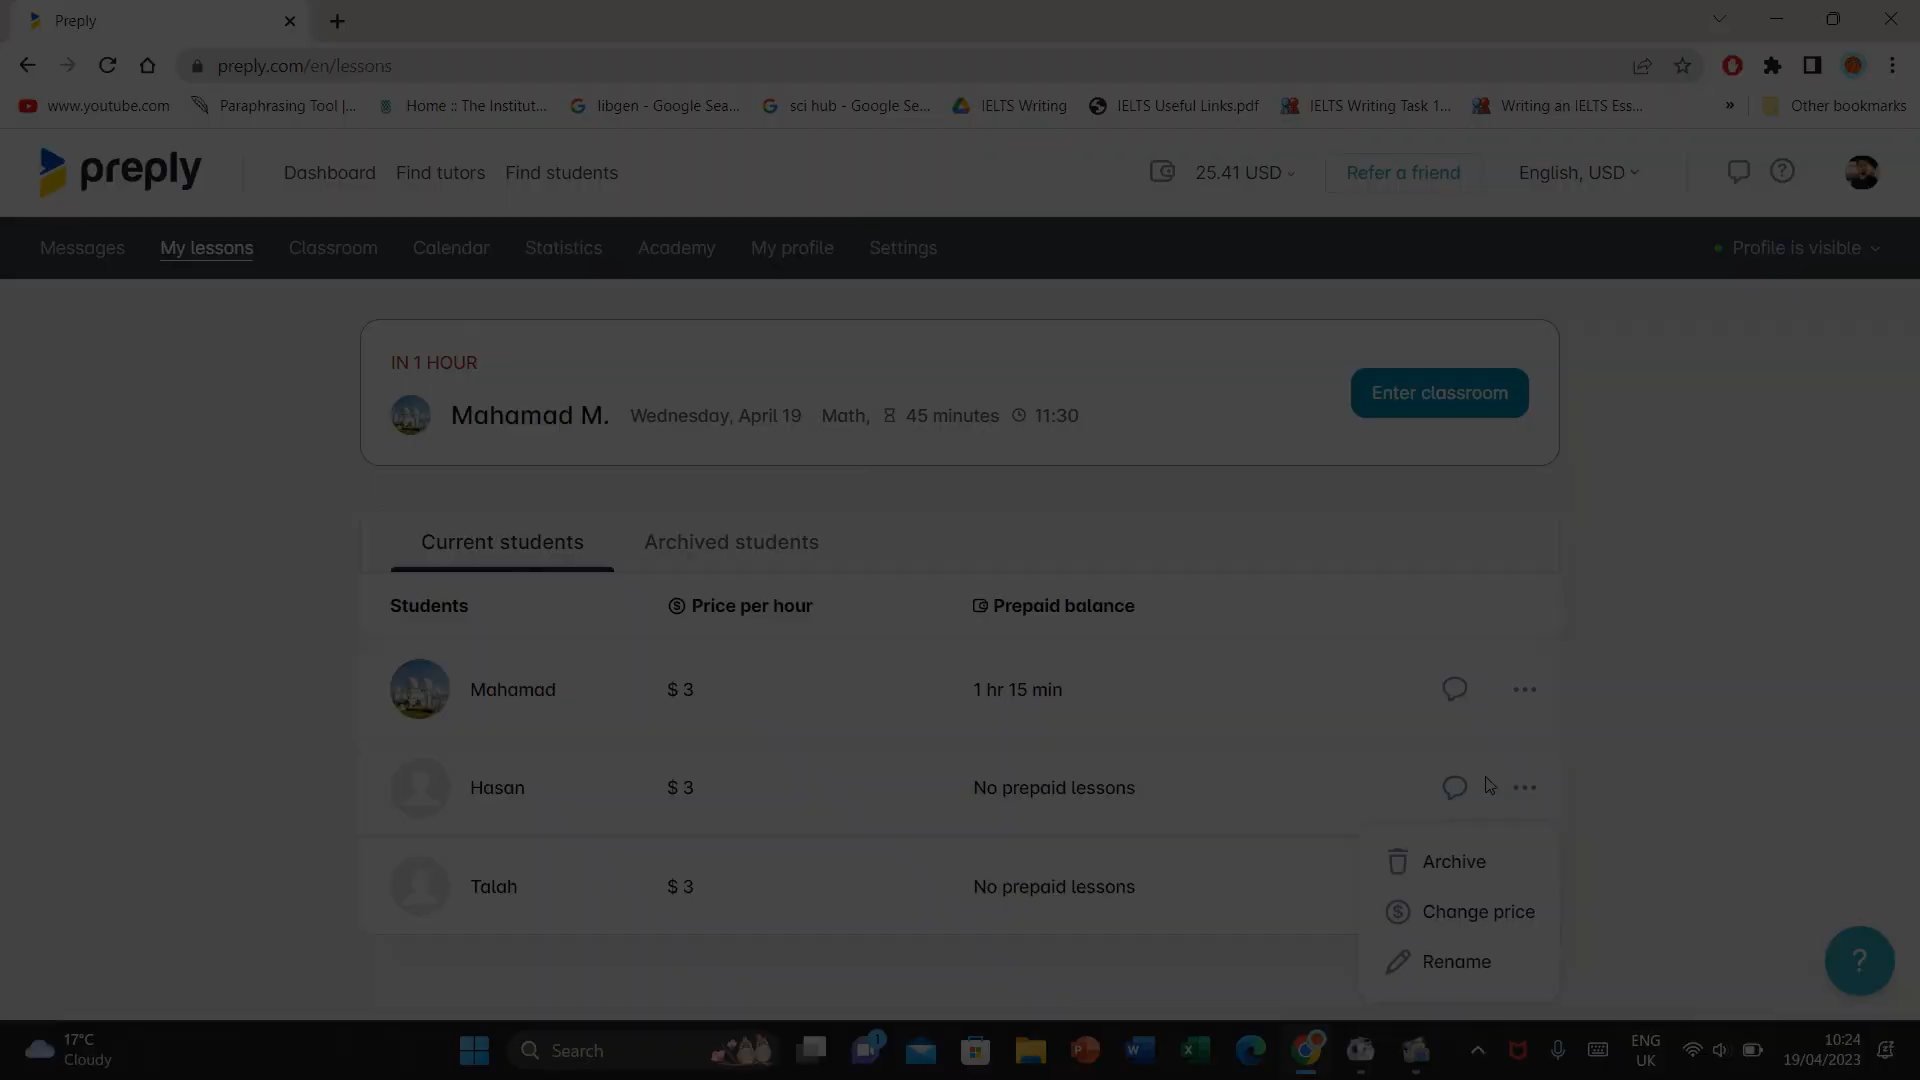 Preply
preply.com/en/lessons
www.youtube.com
Paraphrasing Tool |...
Home :: The Institut...
libgen - Google Sea...
sci hub - Google Se...
IELTS Writing
IELTS Useful Links.pdf
IELTS Writing Task 1...
Writing an IELTS Ess...
»
Other bookmarks
preply
Dashboard
Find tutors
Find students
25.41 USD
Refer a friend
English, USD
Messages
My lessons
Classroom
Calendar
Statistics
Academy
My profile
Settings
Profile is visible
IN 1 HOUR
Mahamad M.
Wednesday, April 19
Math,
45 minutes
11:30
Enter classroom
Current students
Archived students
Students
Price per hour
Prepaid balance
Mahamad
$ 3
1 hr 15 min
Hasan
$ 3
No prepaid lessons
Talah
$ 3
No prepaid lessons
Archive
Change price
Rename
?
17°C
Cloudy
Search
1
ENG
UK
10:24
19/04/2023